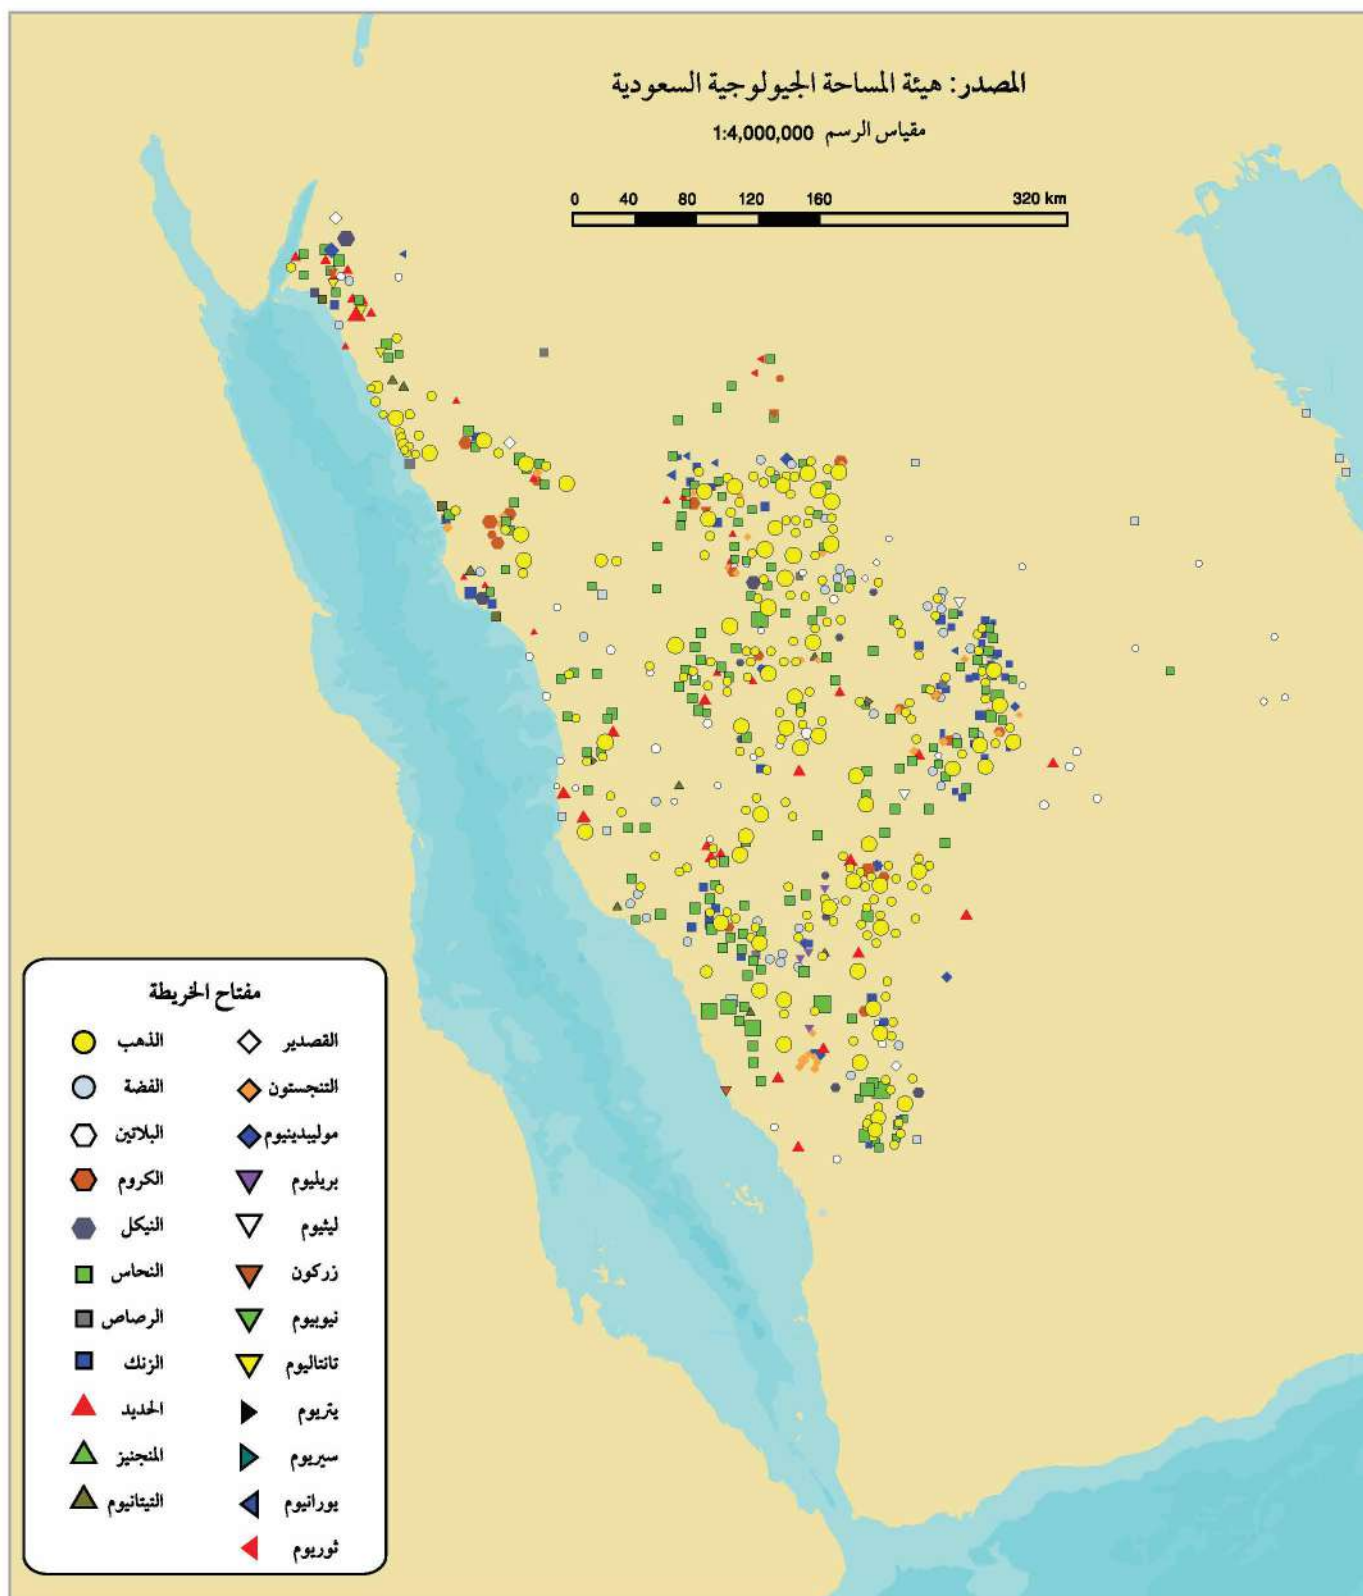 المصدر: هيئة المساحة الجيولوجية السعودية
مقياس الرسم 1:4,000,000
0 40 80 120 160 320 km
مفتاح الخريطة
الذهب
الفضة
البلاتين
الكروم
النيكل
النحاس
الرصاص
الزنك
الحديد
المنجنيز
التيتانيوم
القصدير
التنجستون
موليبدينيوم
بريليوم
ليثيوم
زركون
نيوبيوم
تانتاليوم
يتريوم
سيريوم
يورانيوم
ثوريوم